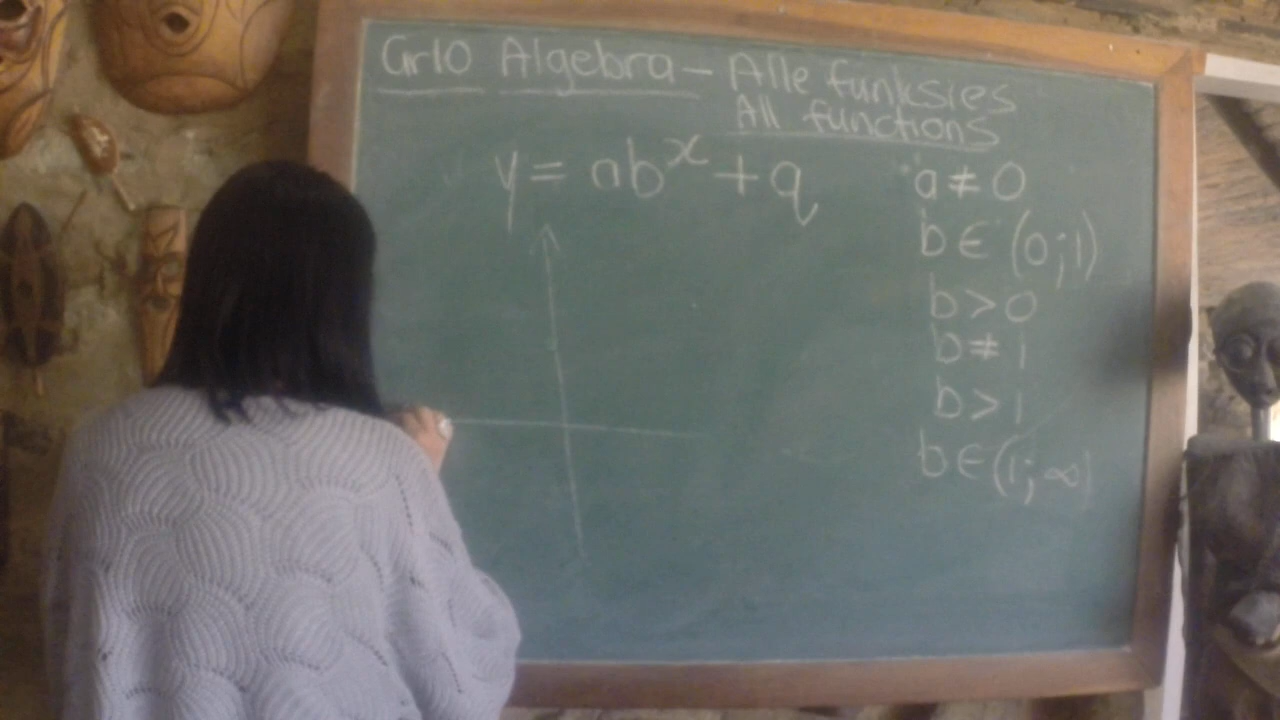 Gr10 Algebra – Alle funksies
All functions
y = ab^x + q
a ≠ 0
b ∈ (0;1)
b > 0
b ≠ 1
b > 1
b ∈ (1; ∞)